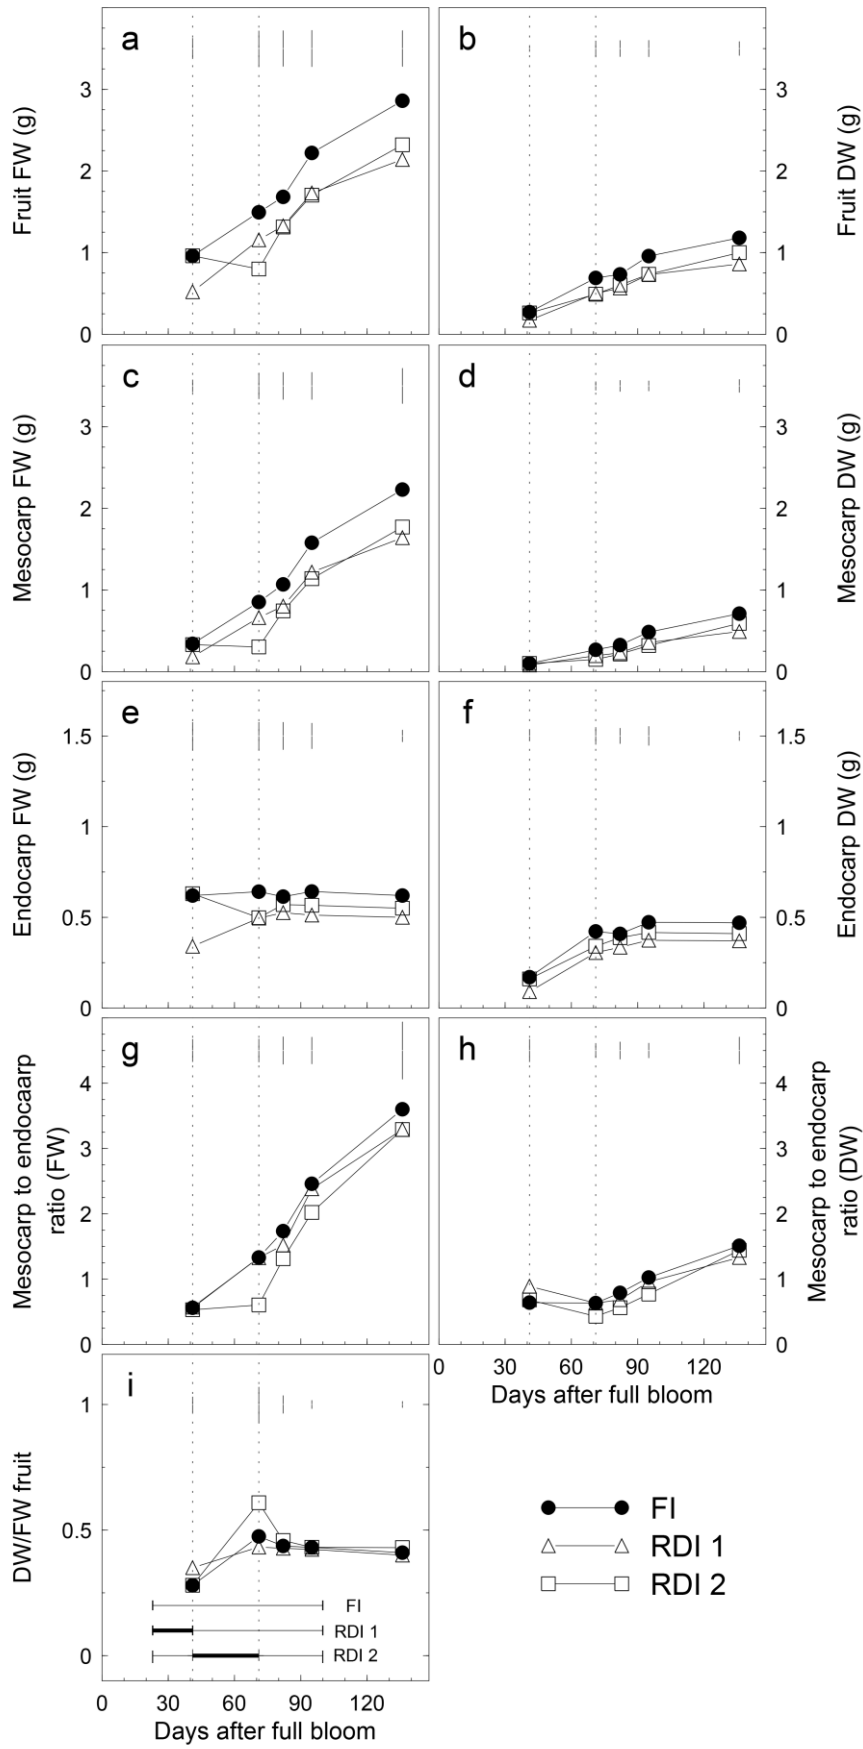 a
b
3
2
1
0
Fruit FW (g)
3
2
1
0
Fruit DW (g)
c
d
3
2
1
0
Mesocarp FW (g)
3
2
1
0
Mesocarp DW (g)
e
f
1.5
1
0.5
0
Endocarp FW (g)
1.5
1
0.5
0
Endocarp DW (g)
g
h
4
3
2
1
0
Mesocarp to endocaarp
ratio (FW)
4
3
2
1
0
Mesocarp to endocarp
ratio (DW)
0 30 60 90 120
Days after full bloom
i
1
0.5
0
DW/FW fruit
FI
RDI 1
RDI 2
0 30 60 90 120
Days after full bloom
FI
RDI 1
RDI 2